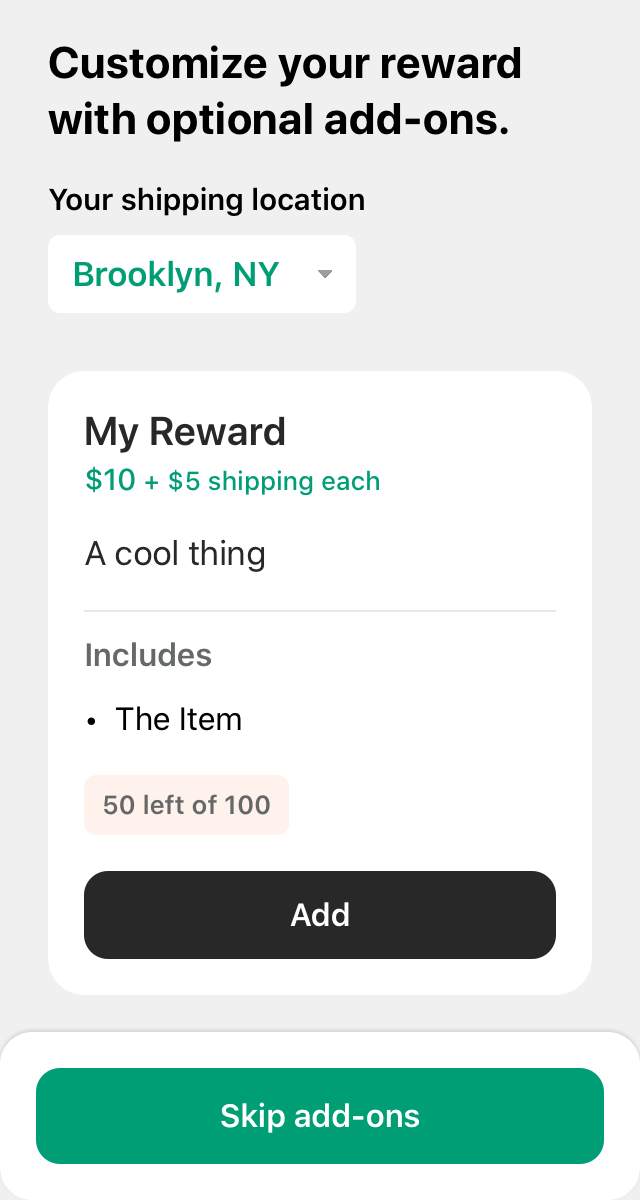 Customize your reward
with optional add-ons.
Your shipping location
Brooklyn, NY
My Reward
$10 + $5 shipping each
A cool thing
Includes
• The Item
50 left of 100
Add
Skip add-ons